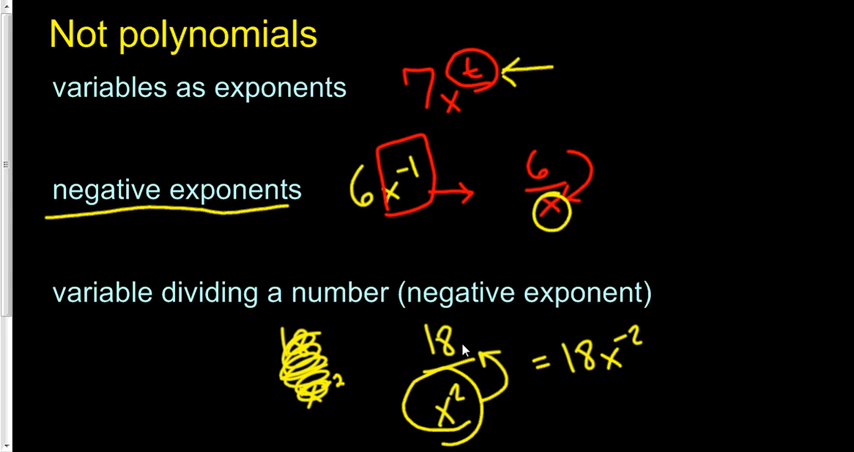 Not polynomials
variables as exponents 7x^t
negative exponents 6x^-1 → 6/x
variable dividing a number (negative exponent)
18/x² = 18x^-2